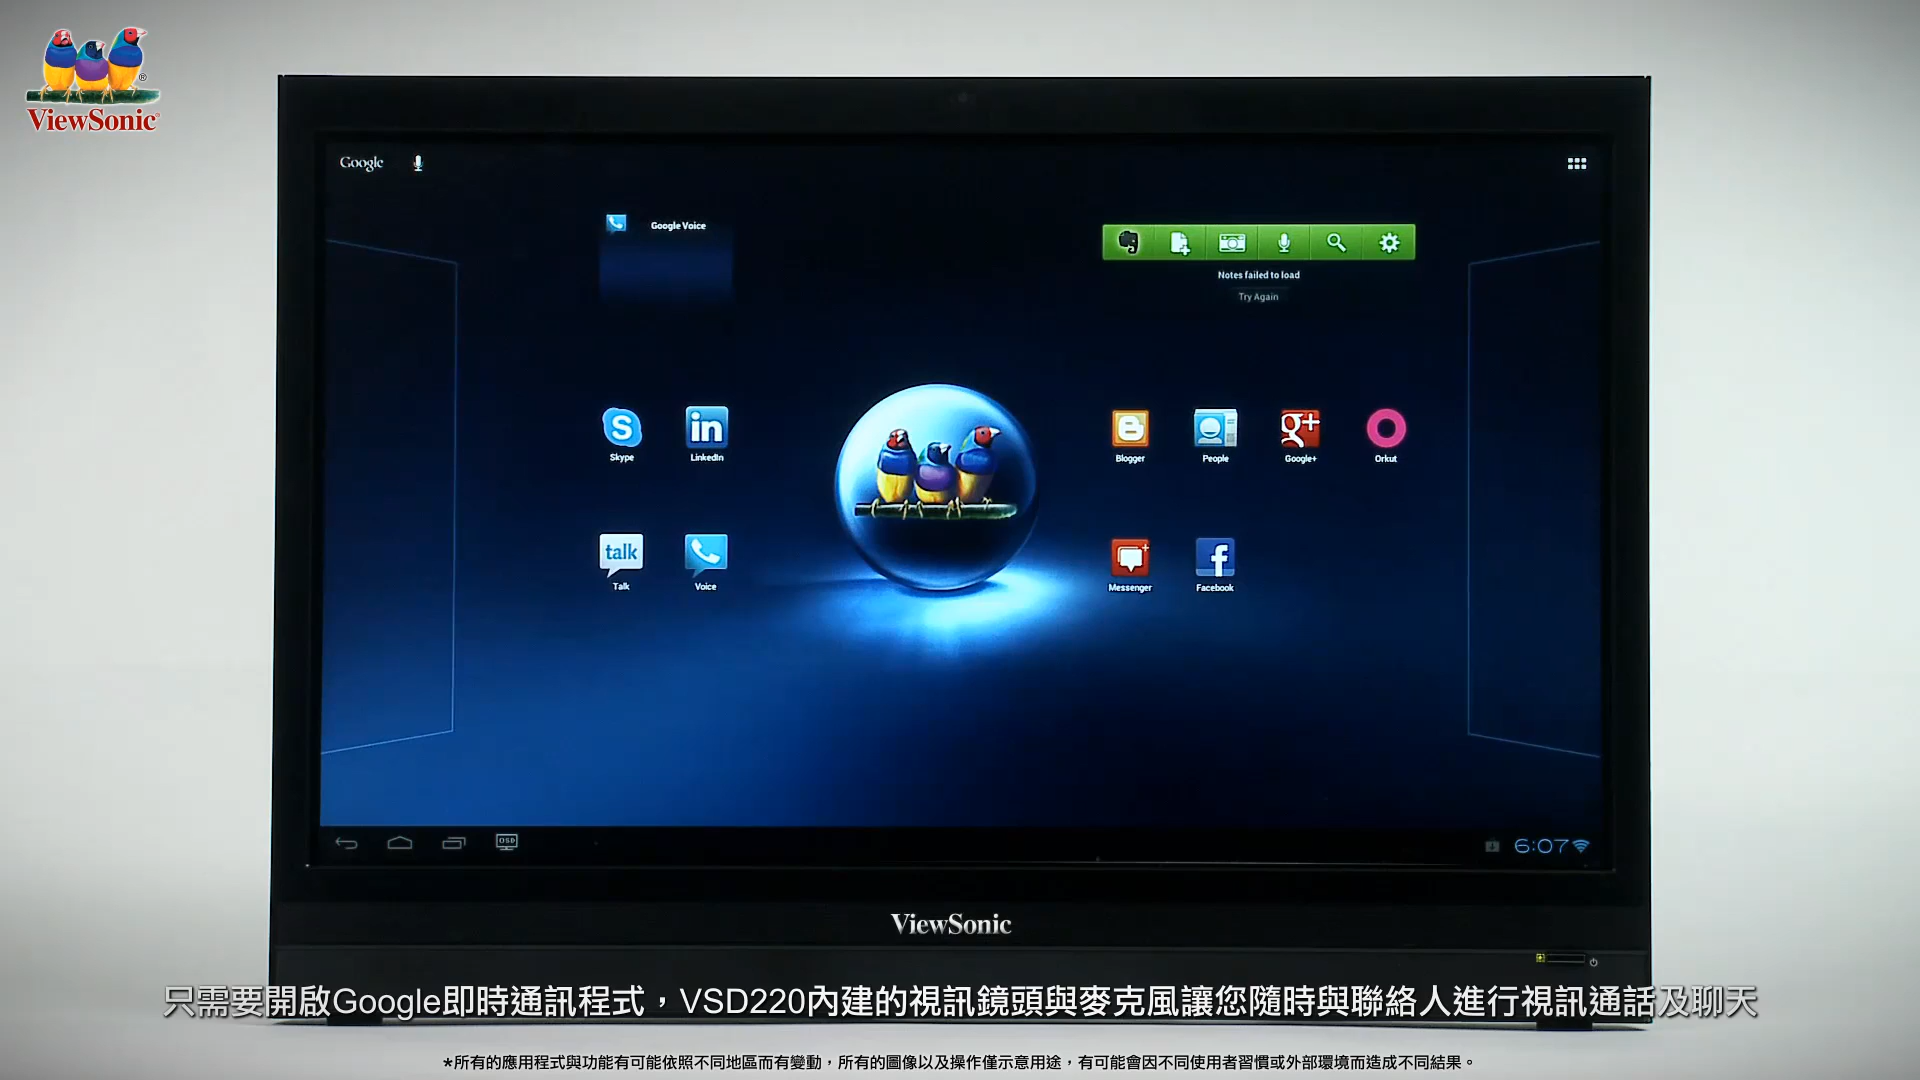 ViewSonic
Google
Google Voice
Notes failed to load
Try Again
Skype
LinkedIn
Blogger
People
g+
Google+
Orkut
talk
Talk
Voice
Messenger
Facebook
OSD
6:07
ViewSonic
只需要開啟Google即時通訊程式，VSD220內建的視訊鏡頭與麥克風讓您隨時與聯絡人進行視訊通話及聊天
*所有的應用程式與功能有可能依照不同地區而有變動，所有的圖像以及操作僅示意用途，有可能會因不同使用者習慣或外部環境而造成不同結果。